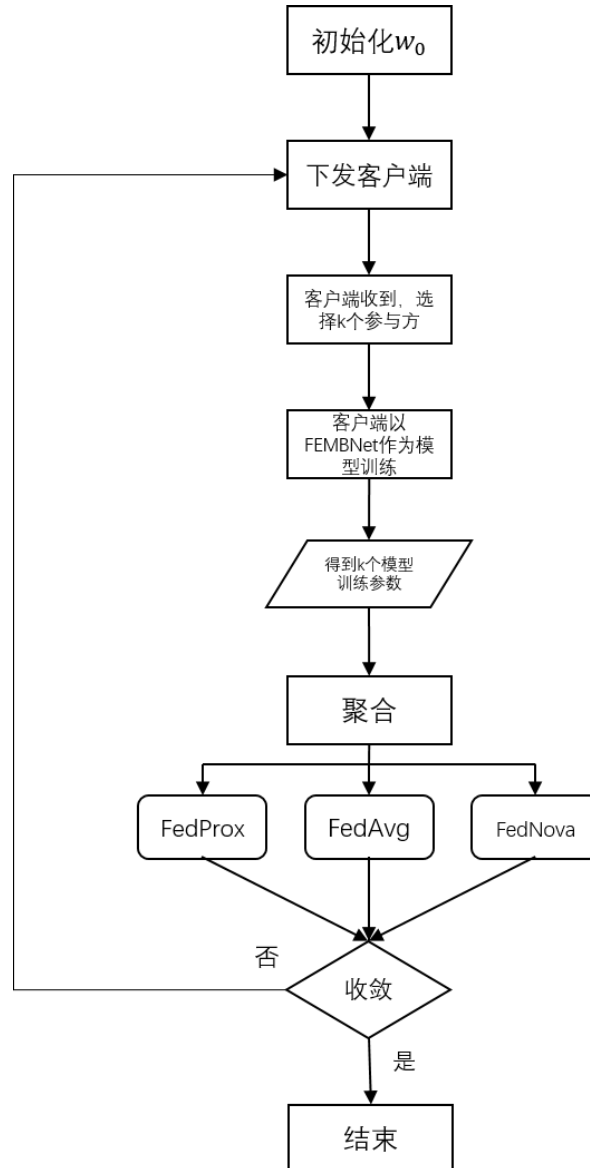 初始化w₀
下发客户端
客户端收到，选
择k个参与方
客户端以
FEMBNet作为模
型训练
得到k个模型
训练参数
聚合
FedProx
FedAvg
FedNova
否
收敛
是
结束